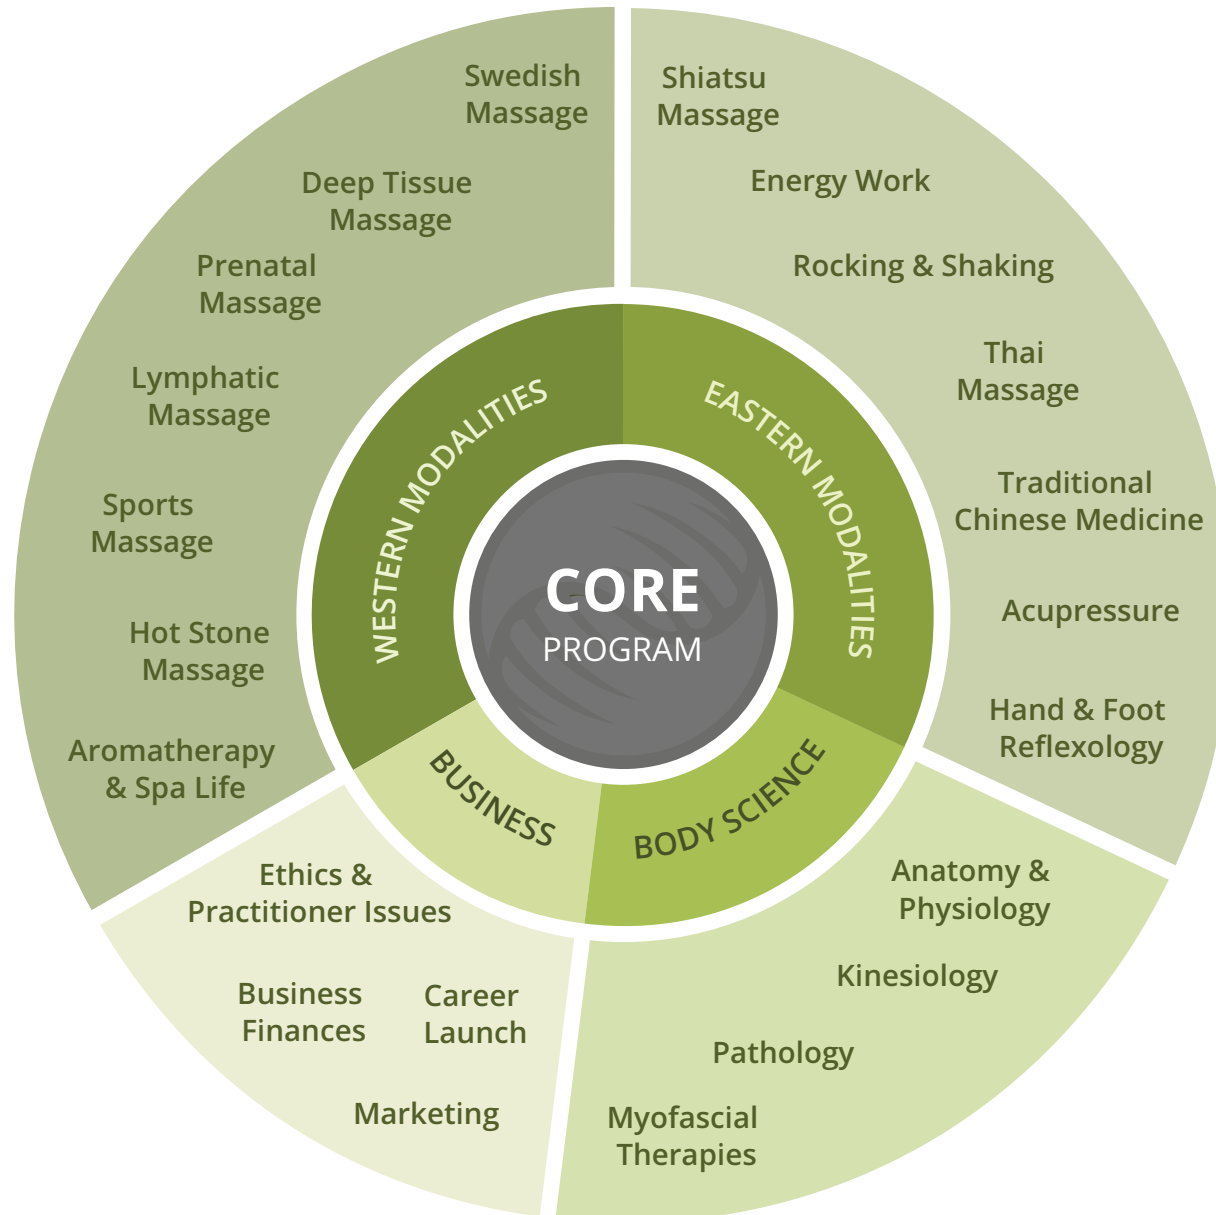 CORE
PROGRAM
WESTERN MODALITIES
Swedish
Massage
Deep Tissue
Massage
Prenatal
Massage
Lymphatic
Massage
Sports
Massage
Hot Stone
Massage
Aromatherapy
& Spa Life
EASTERN MODALITIES
Shiatsu
Massage
Energy Work
Rocking & Shaking
Thai
Massage
Traditional
Chinese Medicine
Acupressure
Hand & Foot
Reflexology
BODY SCIENCE
Anatomy &
Physiology
Kinesiology
Pathology
Myofascial
Therapies
BUSINESS
Ethics &
Practitioner Issues
Business
Finances
Career
Launch
Marketing